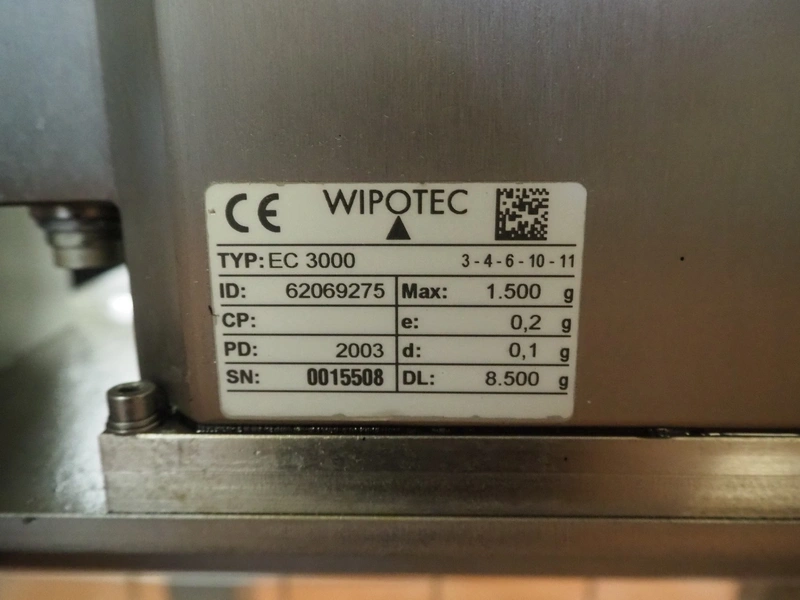 CE WIPOTEC
TYP: EC 3000 3-4-6-10-11
ID: 62069275 Max: 1.500 g
CP: e: 0,2 g
PD: 2003 d: 0,1 g
SN: 0015508 DL: 8.500 g